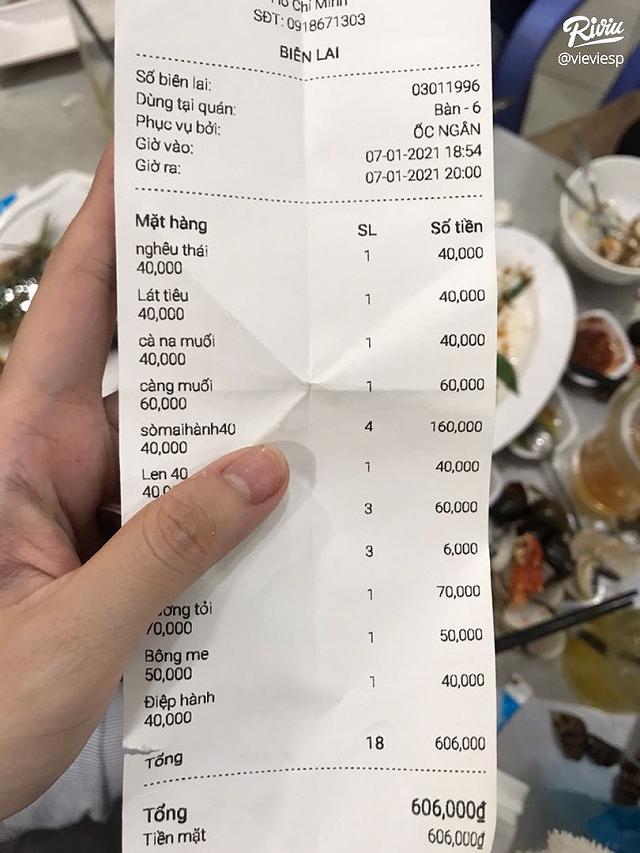 Hồ Chí Minh
SĐT: 0918671303
BIÊN LAI
Số biên lai: 03011996
Dùng tại quán: Bàn - 6
Phục vụ bởi: ỐC NGÂN
Giờ vào: 07-01-2021 18:54
Giờ ra: 07-01-2021 20:00
Mặt hàng SL Số tiền
nghêu thái 1 40,000
40,000
Lát tiêu 1 40,000
40,000
cà na muối 1 40,000
40,000
càng muối 1 60,000
60,000
sòmaihành40 4 160,000
40,000
Len 40 1 40,000
3 60,000
3 6,000
1 70,000
tỏi
70,000
Bông me 1 50,000
50,000
Điệp hành 1 40,000
40,000
Tổng 18 606,000
Tổng 606,000₫
Tiền mặt 606,000₫
Riviu
@vieviesp